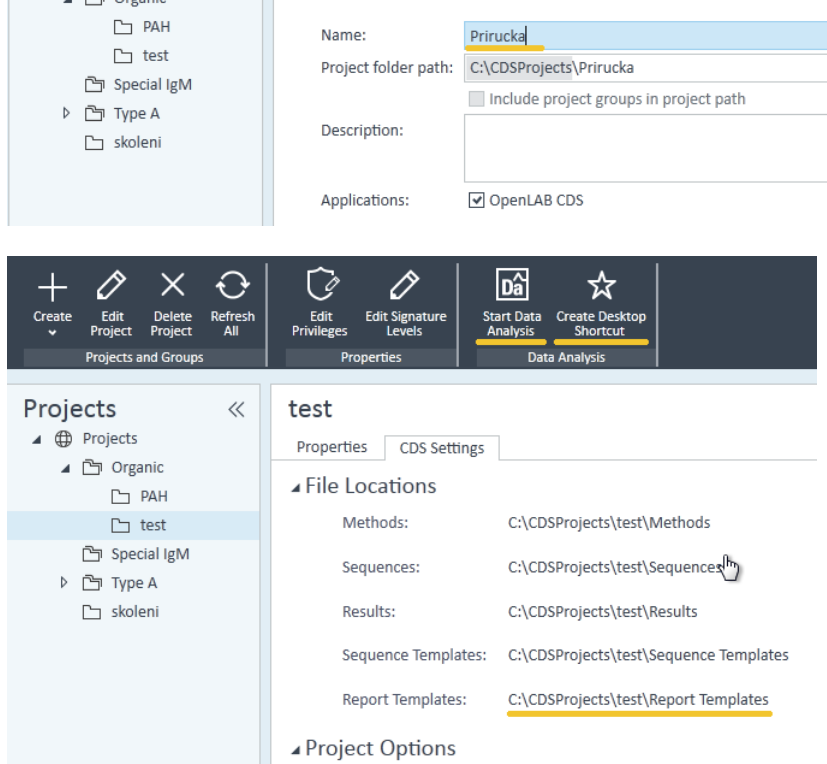 Organic
PAH
test
Special IgM
Type A
skoleni
Name: Prirucka
Project folder path: C:\CDSProjects\Prirucka
Include project groups in project path
Description:
Applications: OpenLAB CDS
Create Edit Project Delete Project Refresh All
Projects and Groups
Edit Privileges Edit Signature Levels
Properties
Da Start Data Analysis Create Desktop Shortcut
Data Analysis
Projects
Projects
Organic
PAH
test
Special IgM
Type A
skoleni
test
Properties CDS Settings
File Locations
Methods: C:\CDSProjects\test\Methods
Sequences: C:\CDSProjects\test\Sequences
Results: C:\CDSProjects\test\Results
Sequence Templates: C:\CDSProjects\test\Sequence Templates
Report Templates: C:\CDSProjects\test\Report Templates
Project Options